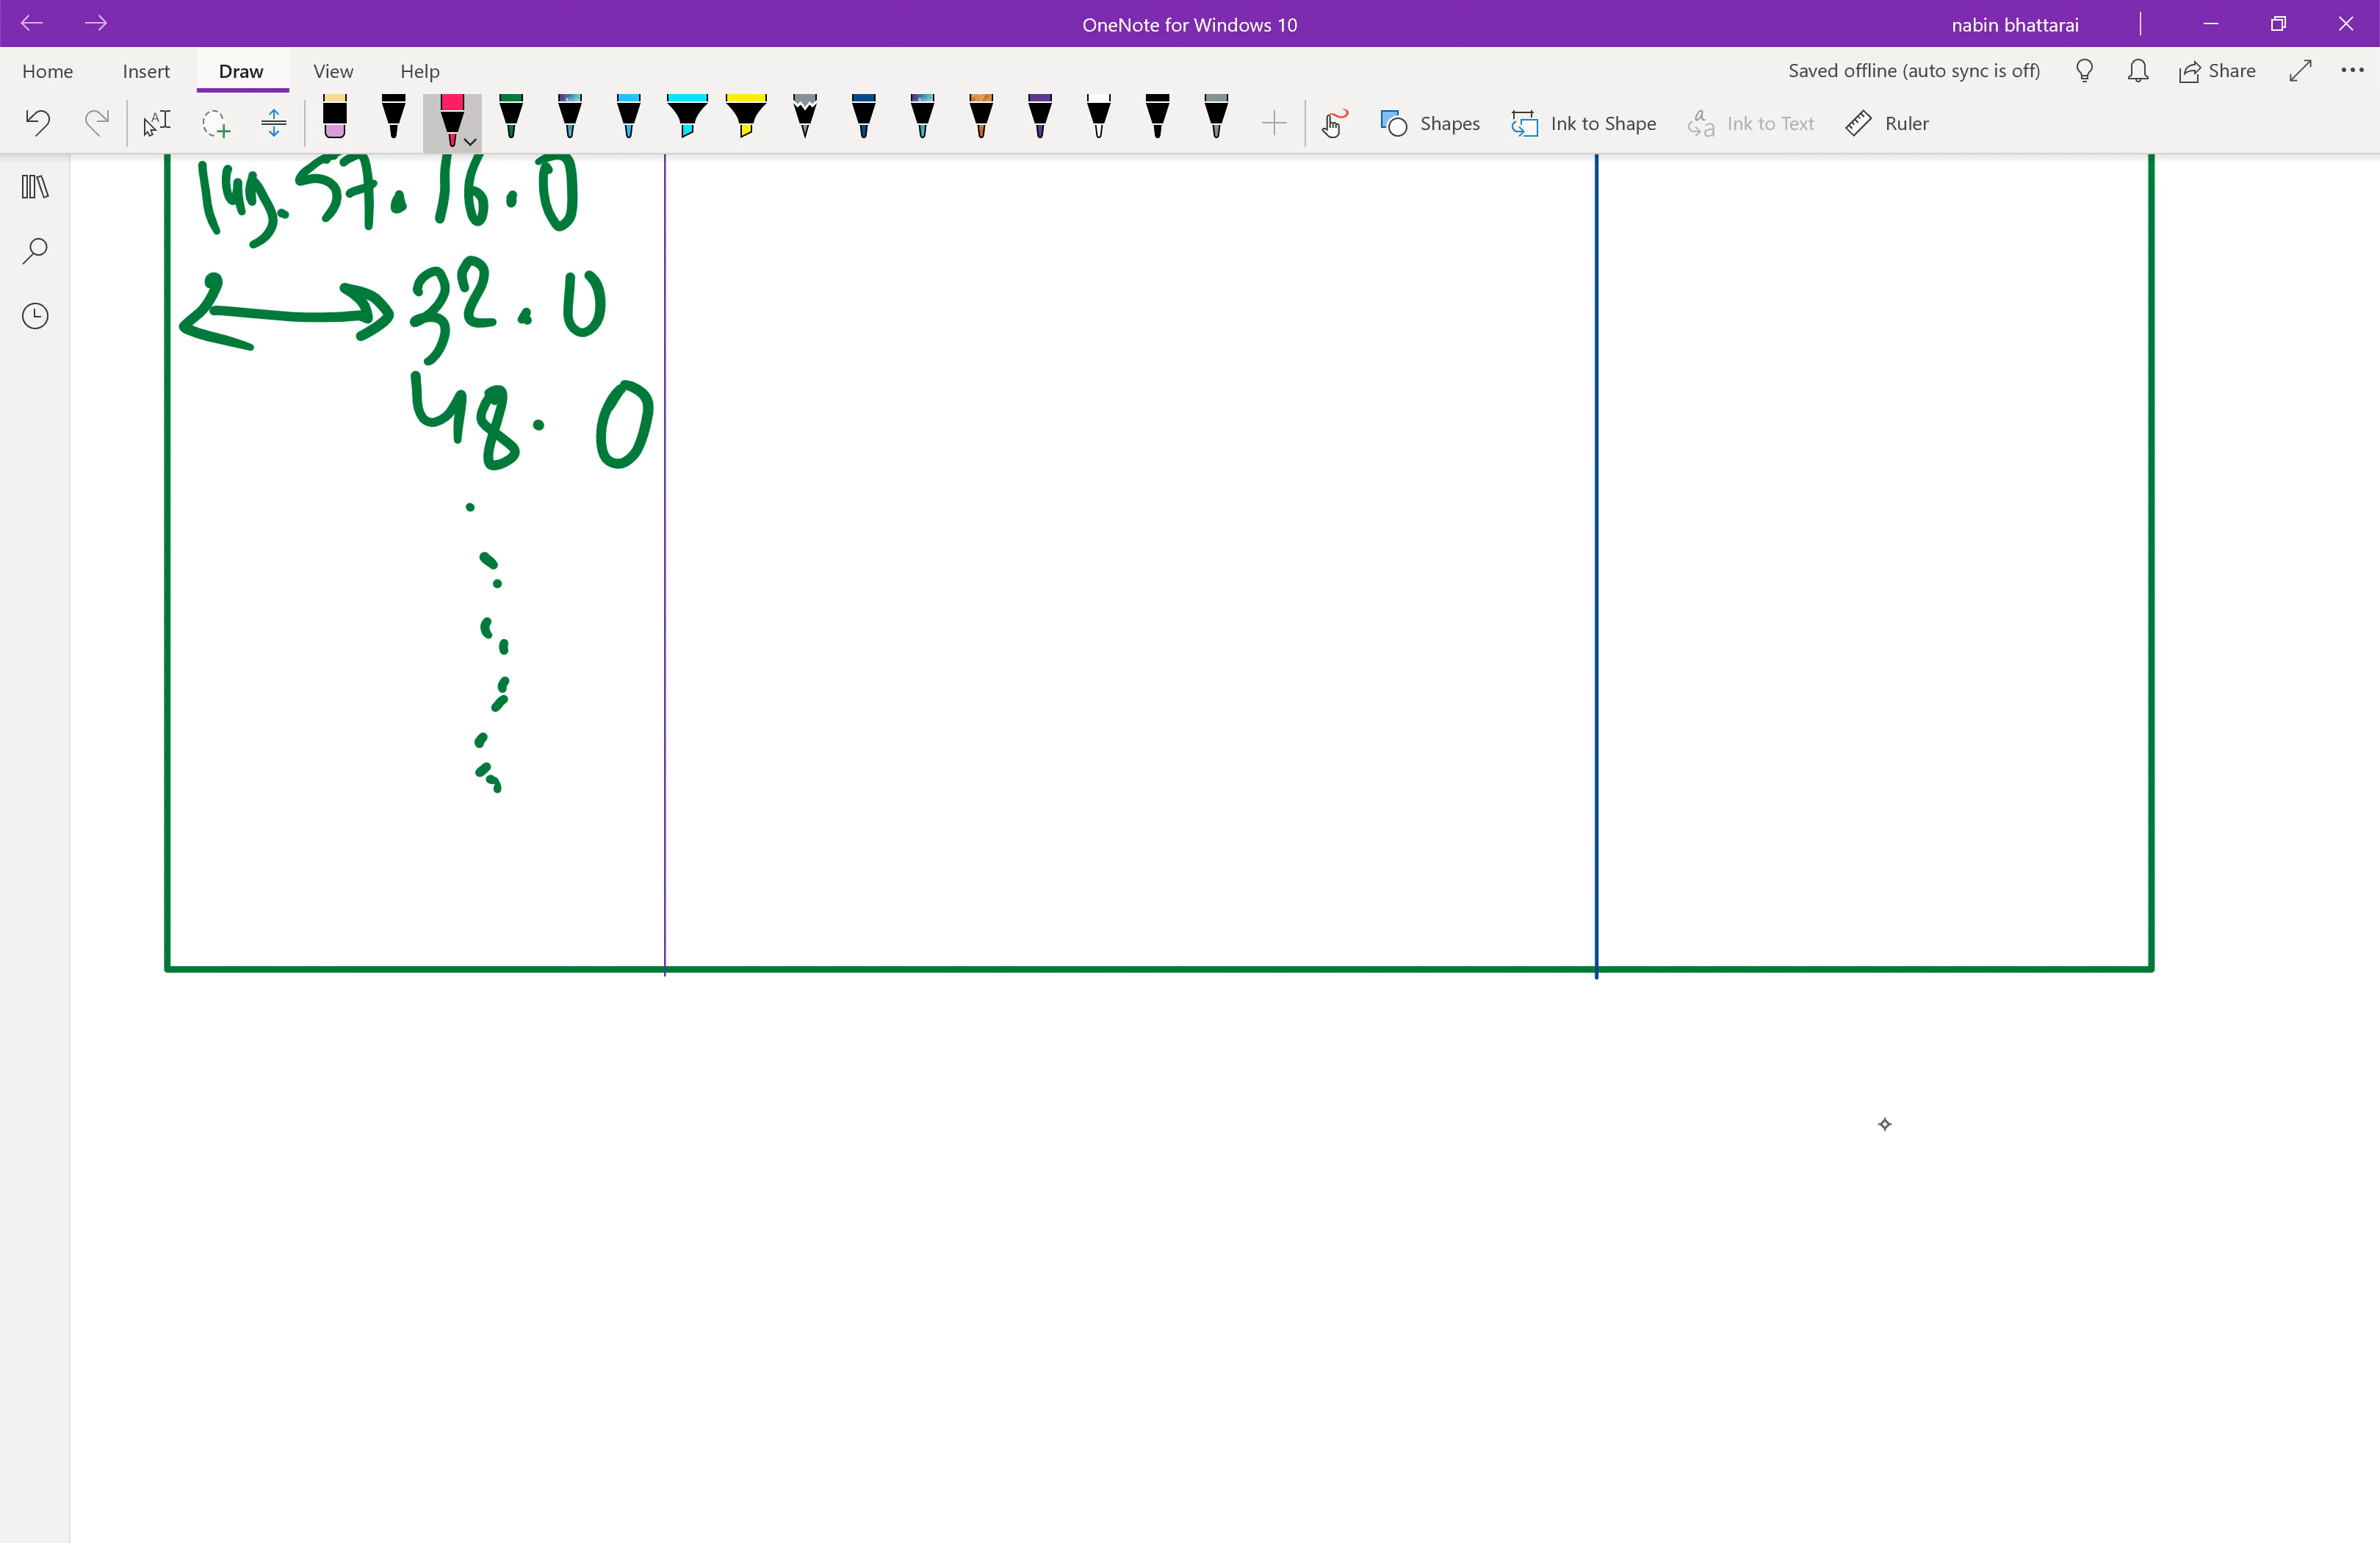 OneNote for Windows 10
nabin bhattarai
Home Insert Draw View Help
Saved offline (auto sync is off)
Share
Shapes
Ink to Shape
Ink to Text
Ruler
149.57.16.0
32.0
48.0